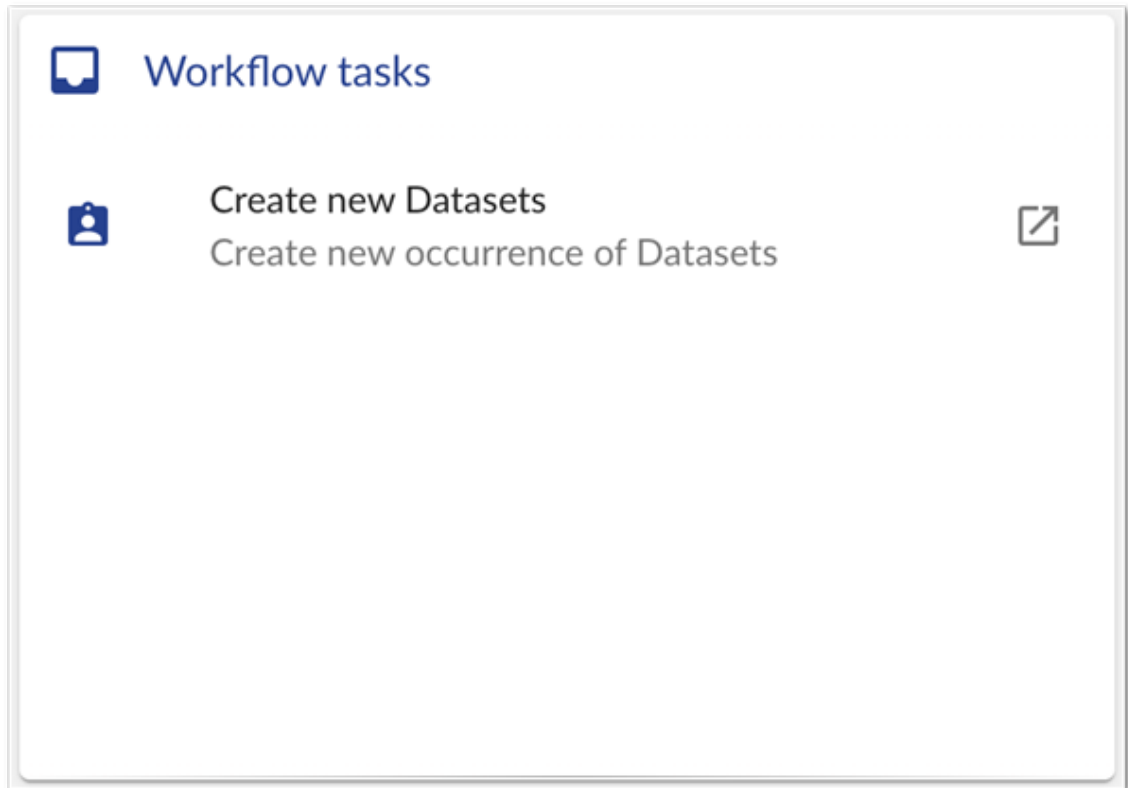 Workflow tasks
Create new Datasets
Create new occurrence of Datasets